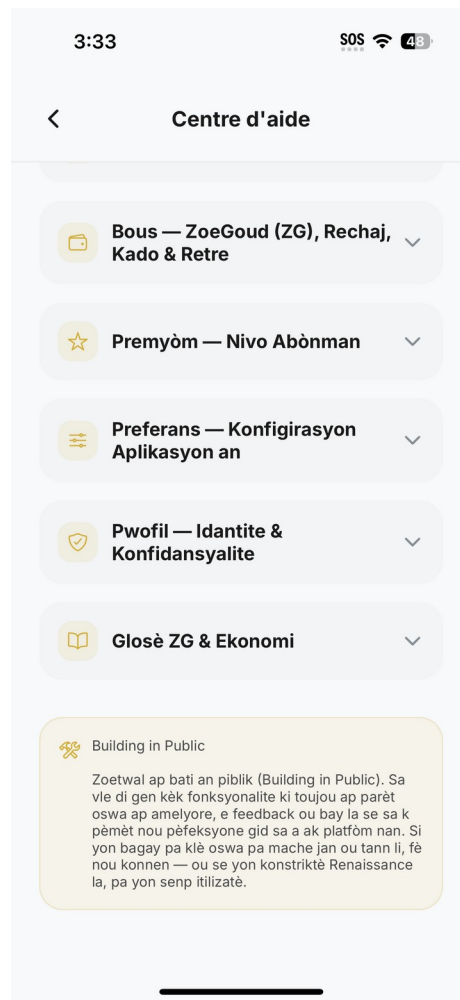 3:33
SOS
48
Centre d'aide
Bous — ZoeGoud (ZG), Rechaj,
Kado & Retre
Premyòm — Nivo Abònman
Preferans — Konfigirasyon
Aplikasyon an
Pwofil — Idantite &
Konfidansyalite
Glosè ZG & Ekonomi
Building in Public
Zoetwal ap bati an piblik (Building in Public). Sa
vle di gen kèk fonksyonalite ki toujou ap parèt
oswa ap amelyore, e feedback ou bay la se sa k
pèmèt nou pèfeksyone gid sa a ak platfòm nan. Si
yon bagay pa klè oswa pa mache jan ou tann li, fè
nou konnen — ou se yon konstriktè Renaissance
la, pa yon senp itilizatè.